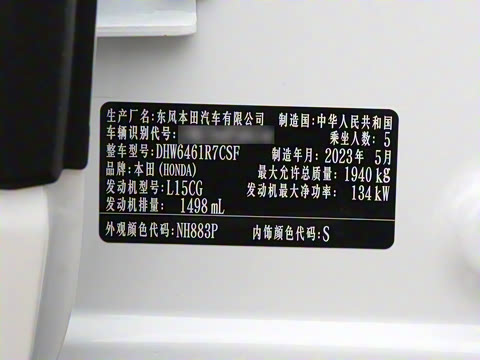 生产厂名:东风本田汽车有限公司 制造国:中华人民共和国
车辆识别代号: 乘坐人数: 5
整车型号:DHW6461R7CSF 制造年月:2023年 5月
品牌:本田(HONDA) 最大允许总质量: 1940 kg
发动机型号:L15CG 发动机最大净功率: 134 kW
发动机排量: 1498 mL
外观颜色代码:NH883P 内饰颜色代码:S